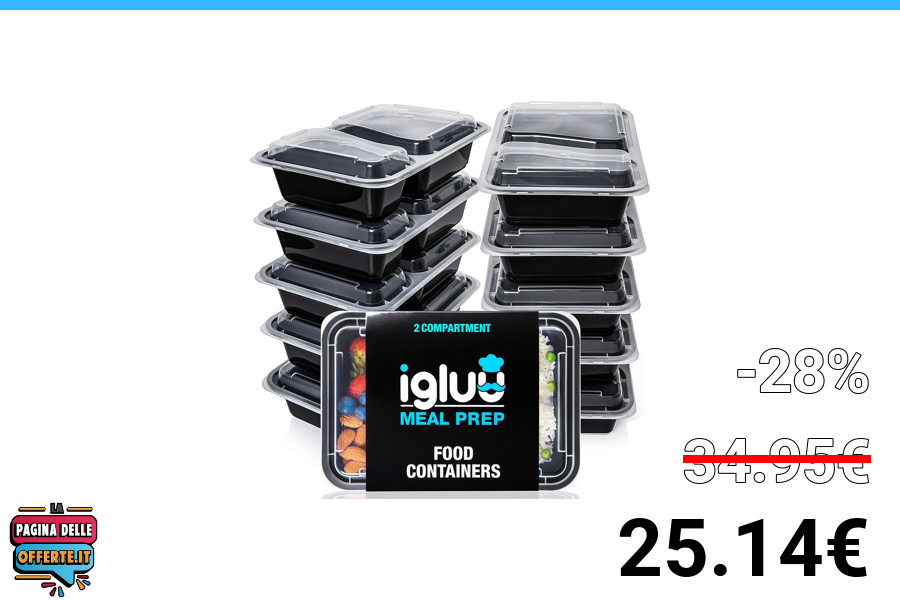 2 COMPARTMENT
igluu
MEAL PREP
FOOD
CONTAINERS
-28%
34.95€
25.14€
LA
PAGINA DELLE
OFFERTE.IT